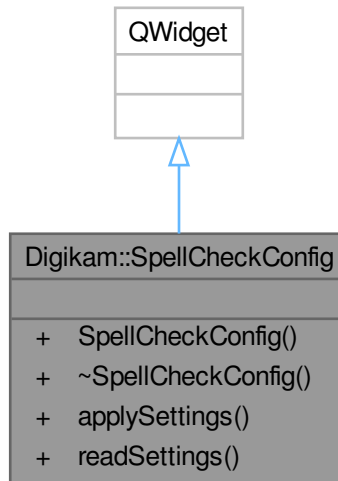 QWidget
Digikam::SpellCheckConfig
+ SpellCheckConfig()
+ ~SpellCheckConfig()
+ applySettings()
+ readSettings()